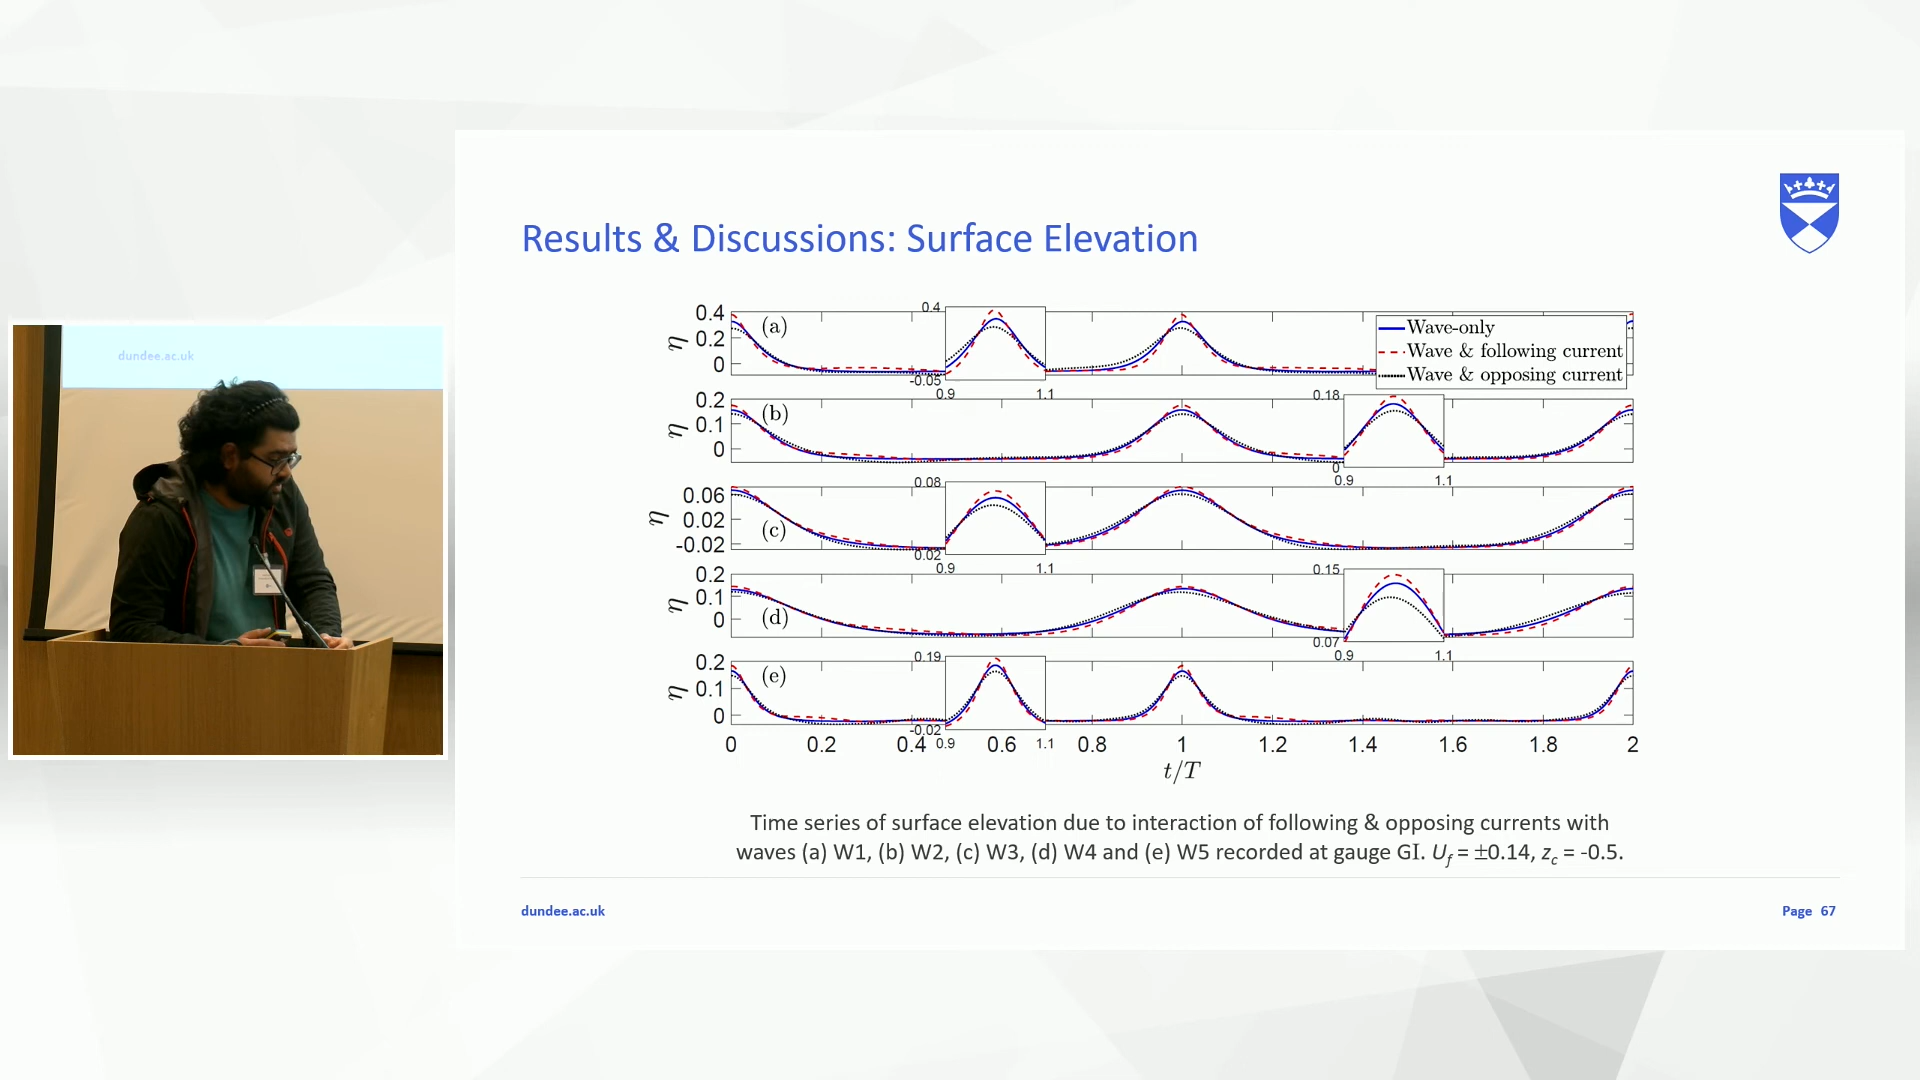 dundee.ac.uk
Results & Discussions: Surface Elevation
0.4
0.2
0
η
(a)
0.4
-0.05
0.9
1.1
Wave-only
Wave & following current
Wave & opposing current
0.2
0.1
0
η
(b)
0.18
0
0.9
1.1
0.06
0.02
-0.02
η
(c)
0.08
0.02
0.9
1.1
0.2
0.1
0
η
(d)
0.15
0.07
0.9
1.1
0.2
0.1
0
η
(e)
0.19
-0.02
0.9
1.1
0 0.2 0.4 0.6 0.8 1 1.2 1.4 1.6 1.8 2
t/T
Time series of surface elevation due to interaction of following & opposing currents with
waves (a) W1, (b) W2, (c) W3, (d) W4 and (e) W5 recorded at gauge GI. Uf = ±0.14, zc = -0.5.
dundee.ac.uk
Page 67